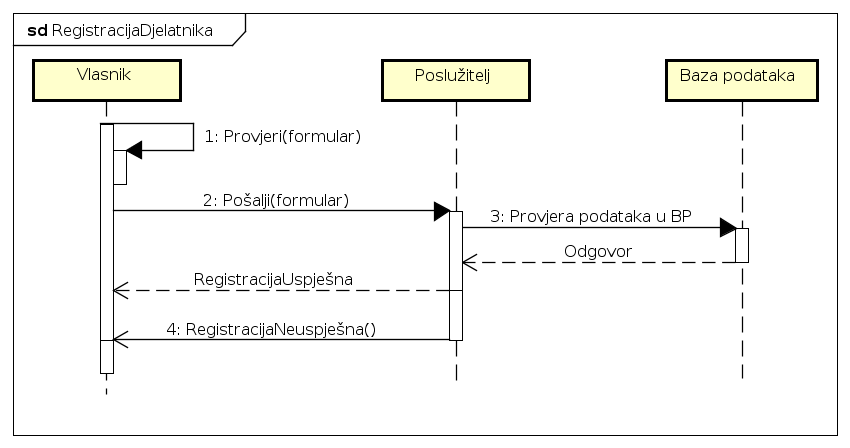 sd RegistracijaDjelatnika
Vlasnik
Poslužitelj
Baza podataka
1: Provjeri(formular)
2: Pošalji(formular)
3: Provjera podataka u BP
Odgovor
RegistracijaUspješna
4: RegistracijaNeuspješna()